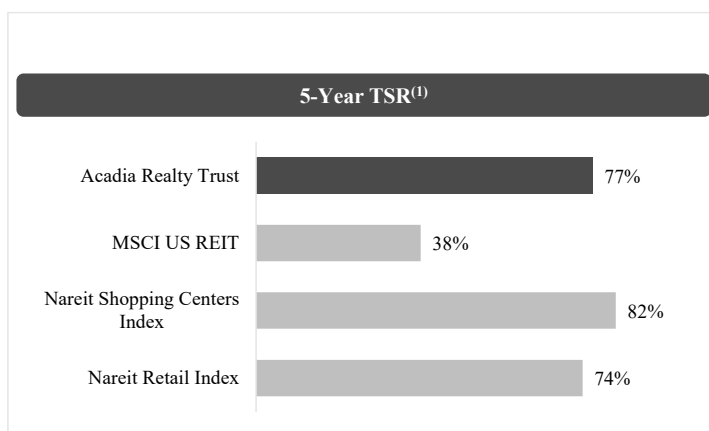 5-Year TSR(1)
Acadia Realty Trust
77%
MSCI US REIT
38%
Nareit Shopping Centers
Index
82%
Nareit Retail Index
74%